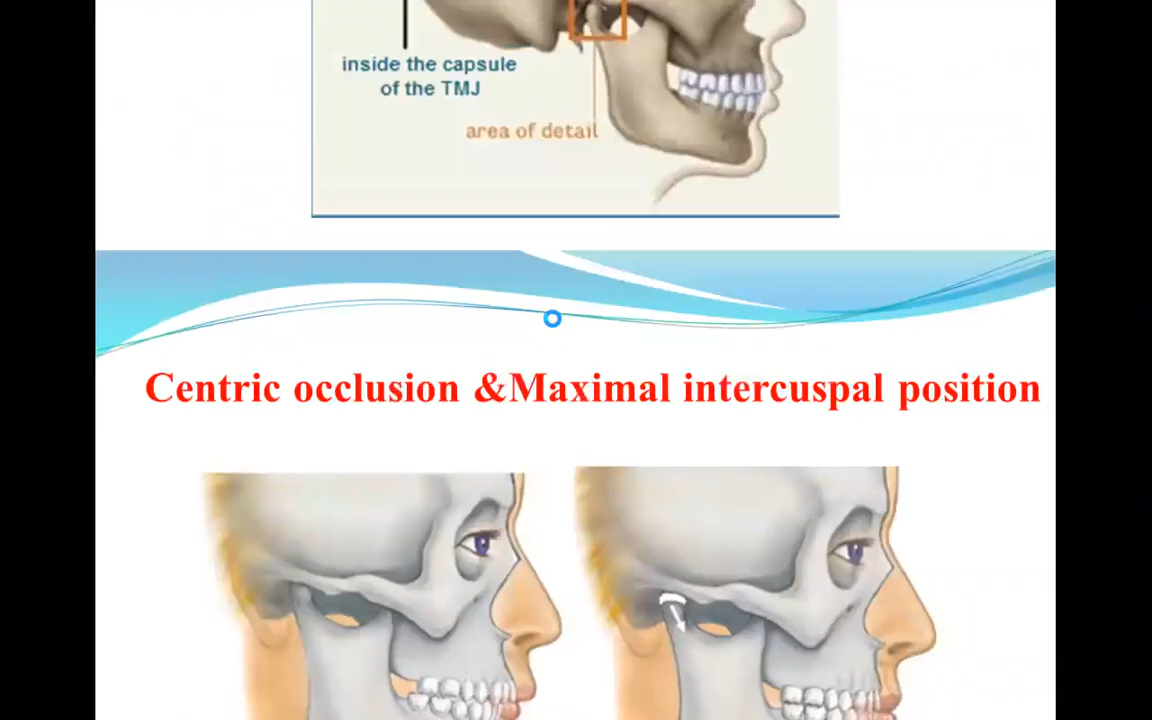 inside the capsule
of the TMJ
area of detail
Centric occlusion &Maximal intercuspal position